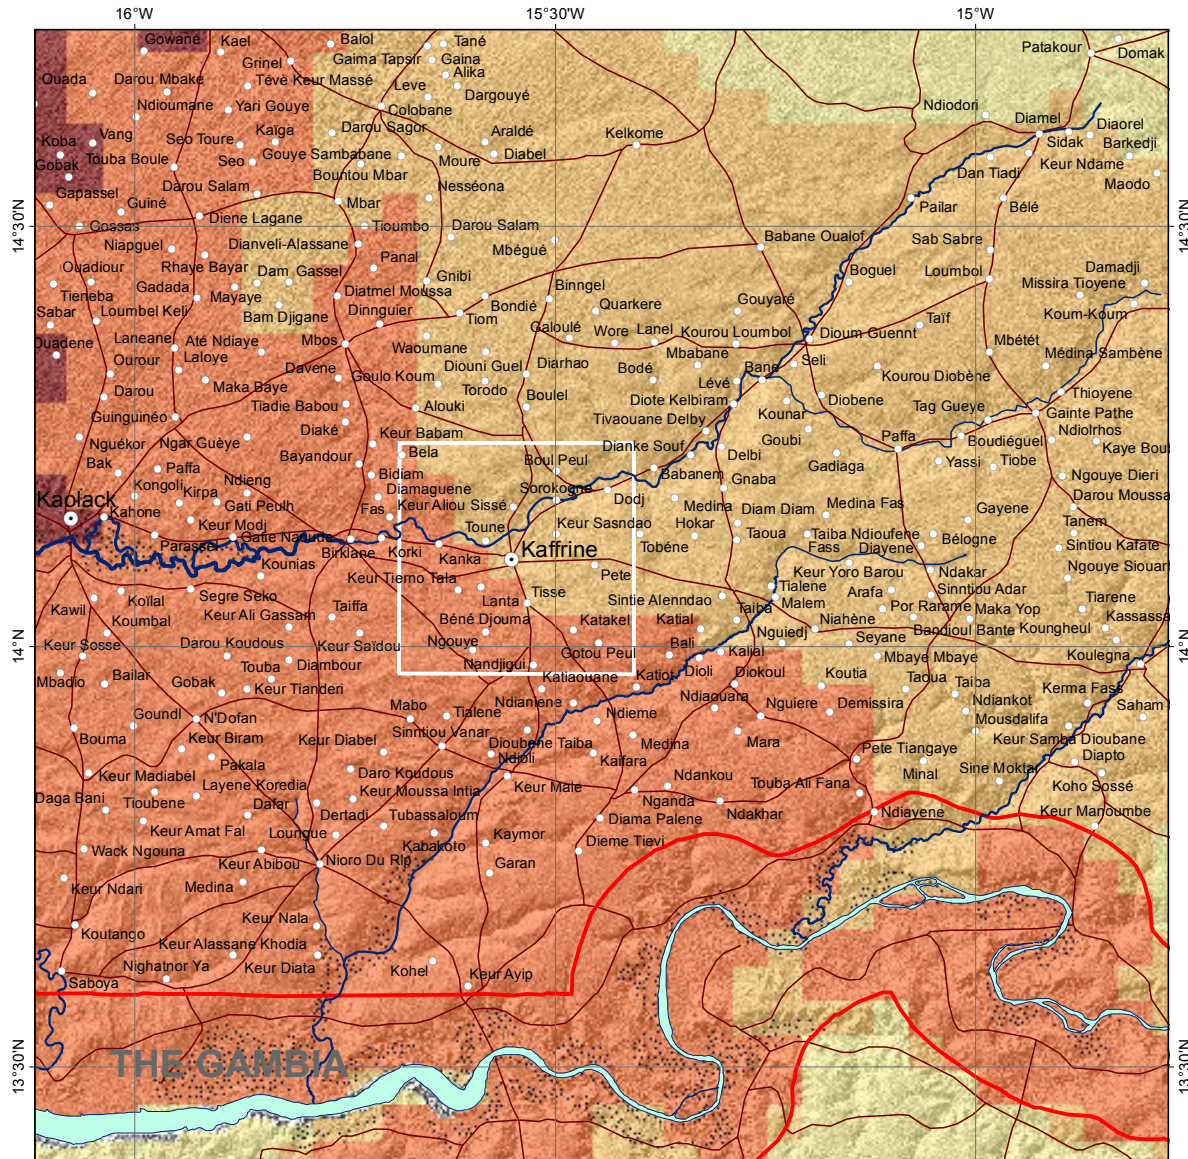 16°W 15°30'W 15°W
Gowané
Kael
Balol
Tané
Patakour
Domak
Grinel
Gaima Tapsir
Gaina
Alika
Ouada
Darou Mbake
Tévè Keur Massé
Leve
Dargouyé
Ndioumane
Yari Gouye
Colobane
Ndiodori
Diamel
Diaorel
Koba
Vang
Seo Toure
Kaïga
Darou Sagor
Araldé
Kelkome
Sidak
Barkedji
Gobak
Touba Boule
Seo
Gouye Sambabane
Moure
Diabel
Keur Ndame
Bountou Mbar
Dan Tiadi
Maodo
Gapassel
Guiné
Darou Salam
Mbar
Nesséona
Pailar
Bélé
Gossas
Diene Lagane
Tioumbo
Darou Salam
14°30'N
14°30'N
Niapguel
Dianveli-Alassane
Mbégué
Babane Oualof
Sab Sabre
Ouadiour
Rhaye Bayar
Dam Gassel
Panal
Gnibi
Boguel
Loumbol
Damadji
Tieneba
Gadada
Mayaye
Diatmel Moussa
Binngel
Missira Tioyene
Sabar
Loumbel Keli
Bam Djigane
Dinnguier
Bondié
Quarkere
Gouyaré
Koum-Koum
Tiom
Taïf
Ouadene
Laneane
Até Ndiaye
Mbos
Waoumane
Galoulé
Wore
Lanel
Kourou Loumbol
Dioum Guennt
Mbétét
Ourour
Laloye
Davene
Diouni Guel
Diarhao
Mbabane
Seli
Médina Sambène
Darou
Maka Baye
Goulo Koum
Torodo
Bodé
Bane
Kourou Diobène
Guinguinéo
Tiadie Babou
Alouki
Boulel
Lévé
Diobene
Thioyene
Diote Kelbiram
Kounar
Tag Gueye
Gainte Pathe
Nguékor
Ngar Guèye
Diaké
Keur Babam
Tivaouane Delby
Goubi
Paffa
Boudiéguel
Ndiolrhos
Bak
Paffa
Bayandour
Bela
Boul Peul
Dianke Souf
Delbi
Gadiaga
Yassi
Tiobe
Kaye Bou
Kongoli
Kirpa
Ndieng
Bidiam
Diamaguene
Sorokogne
Babanem
Gnaba
Ngouye Dieri
Kaolack
Kahone
Gati Peulh
Fas
Keur Aliou Sissé
Dodj
Medina
Diam Diam
Medina Fas
Gayene
Darou Moussa
Keur Modj
Toune
Keur Sasndao
Hokar
Taoua
Tanem
Parassel
Gatie Naoude
Birkiane
Korki
Kanka
Kaffrine
Tobéne
Taiba Ndioufene
Fass
Diayene
Bélogne
Sintiou Kafate
Kounias
Keur Tierno Tala
Pete
Keur Yoro Barou
Ndakar
Ngouye Siouar
Kawil
Koïlal
Segre Seko
Lanta
Tisse
Sintie Alenndao
Tialene
Malem
Arafa
Sinntiou Adar
Tiarene
Koumbal
Keur Ali Gassam
Taiffa
Béné Djouma
Katakel
Katial
Taiba
Niahène
Por Rarame
Maka Yop
Kassassa
Keur Sosse
Darou Koudous
Keur Saïdou
Ngouye
Gotou Peul
Bali
Nguiedj
Seyane
Bandioul
Bante
Koungheul
14°N
14°N
Nandjigui
Kalial
Mbaye Mbaye
Koulegna
Mbadio
Bailar
Gobak
Touba
Diambour
Katiaouane
Katiot
Dioli
Diokoul
Koutia
Taoua
Taiba
Keur Tianderi
Ndianlene
Ndiaouara
Nguiere
Demissira
Ndiankot
Kerma Fass
Saham
Bouma
Goundl
N'Dofan
Mabo
Tialene
Ndieme
Mousdalifa
Keur Biram
Keur Diabel
Sinntiou Vanar
Dioubene Taiba
Medina
Mara
Pete Tiangaye
Keur Samba Dioubane
Keur Madiabel
Pakala
Daro Koudous
Ndioli
Kaifara
Minal
Sine Moktar
Diapto
Layene Koredia
Keur Moussa Intia
Keur Male
Ndankou
Touba Ali Fana
Koho Sossé
Daga Bani
Tioubene
Dafar
Dertadi
Tubassaloum
Nganda
Ndakhar
Ndiayene
Keur Manoumbe
Keur Amat Fal
Loungue
Kaymor
Diama Palene
Wack Ngouna
Keur Abibou
Nioro Du Rip
Kabakoto
Dieme Tievi
Garan
Keur Ndari
Medina
Keur Nala
Koutango
Keur Alassane Khodia
Nighatnor Ya
Keur Diata
Kohel
Keur Ayip
Saboya
THE GAMBIA
13°30'N
13°30'N